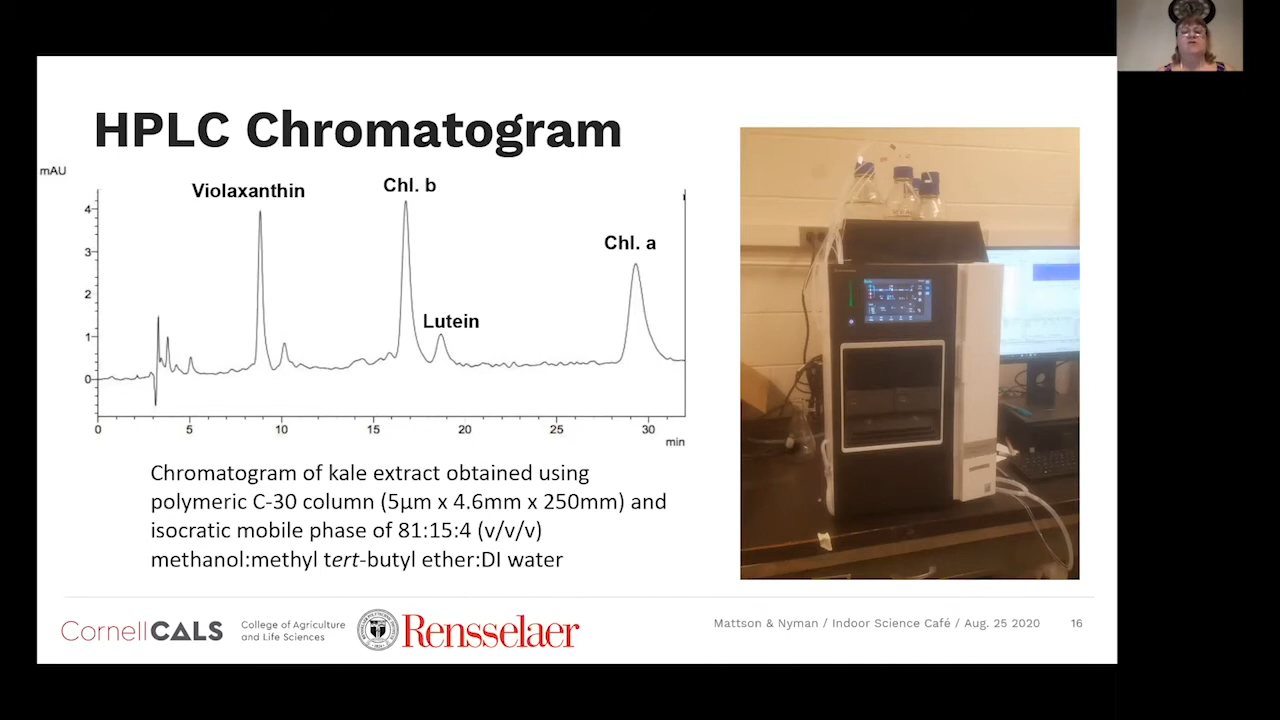 HPLC Chromatogram
mAU
Violaxanthin
Chl. b
Chl. a
Lutein
4
3
2
1
0
0 5 10 15 20 25 30
min
Chromatogram of kale extract obtained using
polymeric C-30 column (5µm x 4.6mm x 250mm) and
isocratic mobile phase of 81:15:4 (v/v/v)
methanol:methyl tert-butyl ether:DI water
CornellCALS
College of Agriculture
and Life Sciences
Rensselaer
Mattson & Nyman / Indoor Science Café / Aug. 25 2020 16